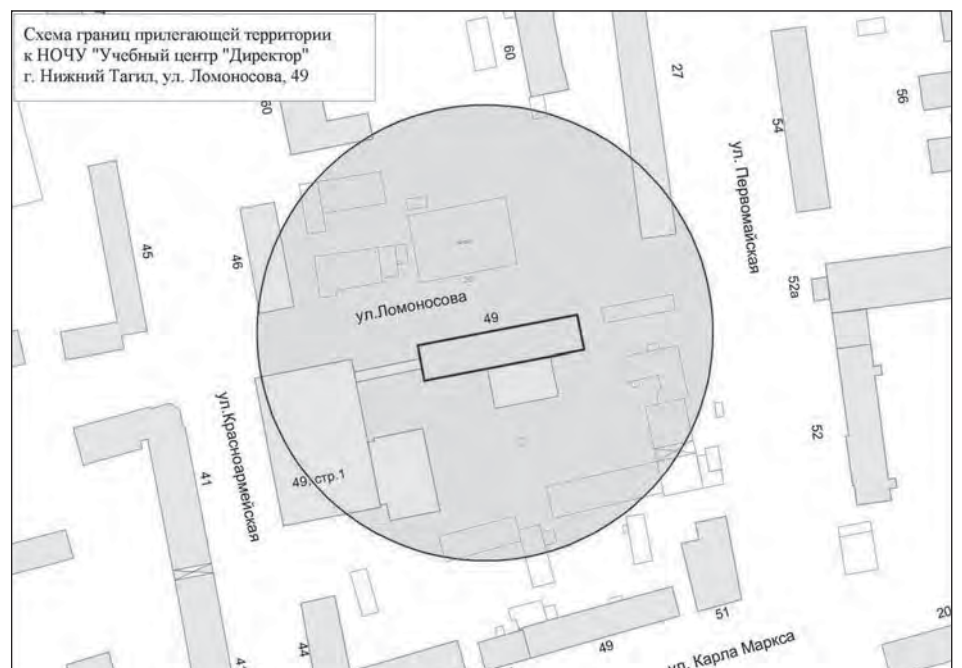 Схема границ прилегающей территории
к НОЧУ "Учебный центр "Директор"
г. Нижний Тагил, ул. Ломоносова, 49
60
60
27
54
56
ул. Первомайская
45
46
52а
ул.Ломоносова
49
ул.Красноармейская
41
49, стр.1
52
44
49
51
ул. Карла Маркса
20